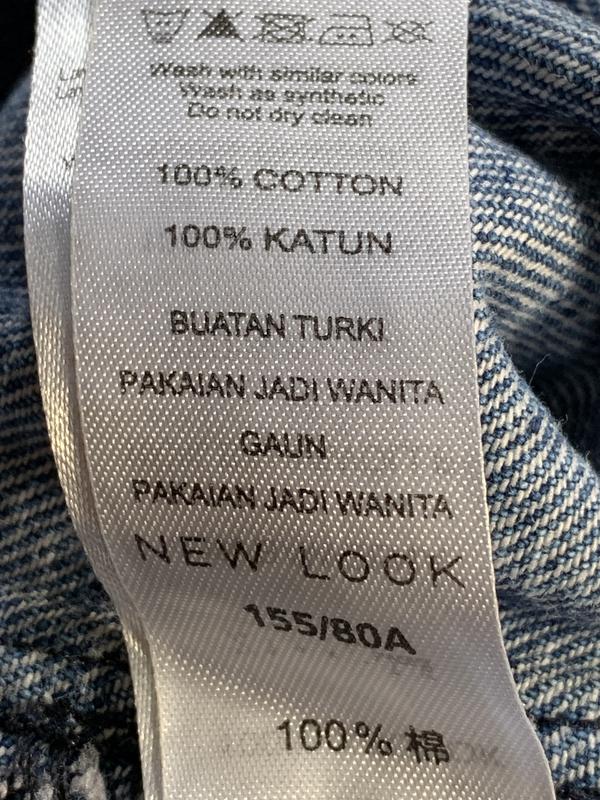 Wash with similar colors
Wash as synthetic
Do not dry clean
100% COTTON
100% KATUN
BUATAN TURKI
PAKAIAN JADI WANITA
GAUN
PAKAIAN JADI WANITA
NEW LOOK
155/80A
100% 棉